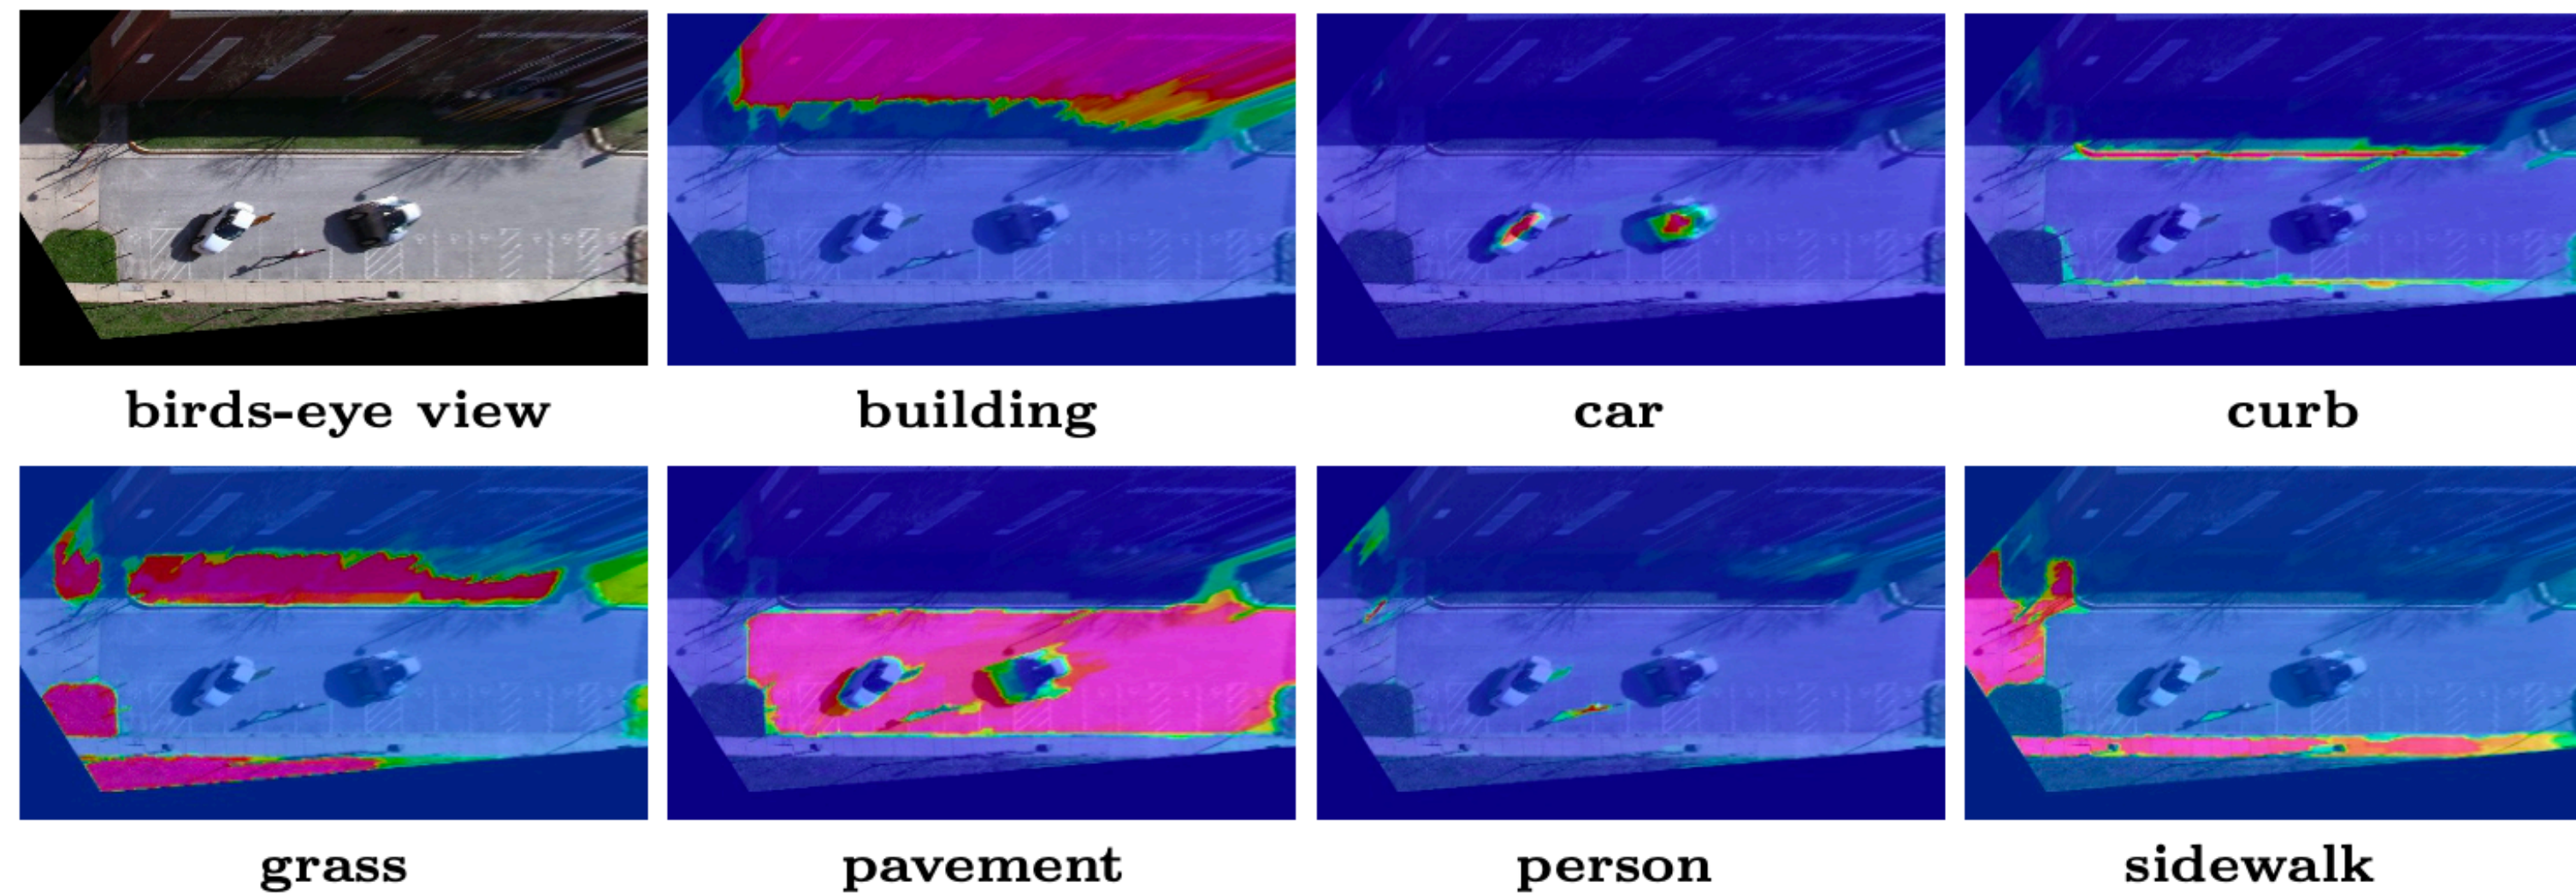 birds-eye view
building
car
curb
grass
pavement
person
sidewalk